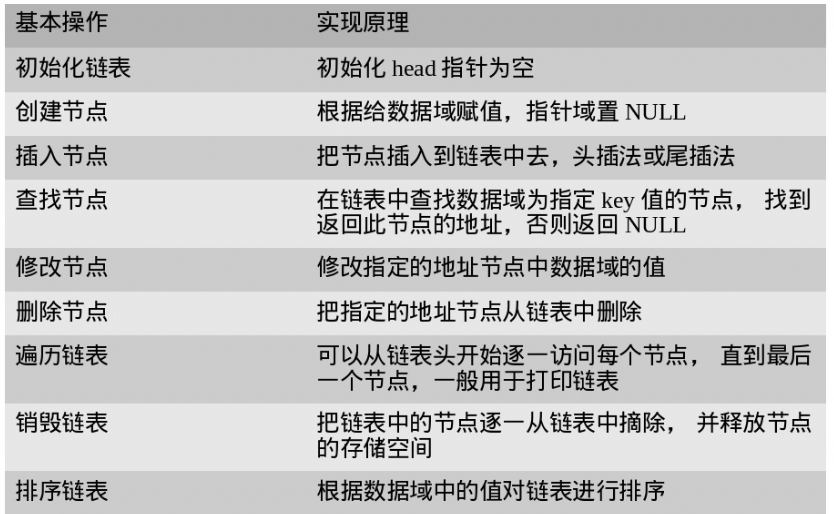 基本操作 实现原理
初始化链表 初始化 head 指针为空
创建节点 根据给数据域赋值，指针域置 NULL
插入节点 把节点插入到链表中去，头插法或尾插法
查找节点 在链表中查找数据域为指定 key 值的节点， 找到
返回此节点的地址，否则返回 NULL
修改节点 修改指定的地址节点中数据域的值
删除节点 把指定的地址节点从链表中删除
遍历链表 可以从链表头开始逐一访问每个节点， 直到最后
一个节点，一般用于打印链表
销毁链表 把链表中的节点逐一从链表中摘除， 并释放节点
的存储空间
排序链表 根据数据域中的值对链表进行排序